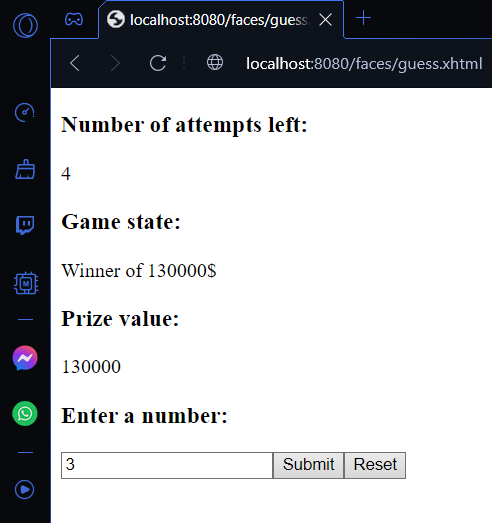 localhost:8080/faces/guess
localhost:8080/faces/guess.xhtml
Number of attempts left:
4
Game state:
Winner of 130000$
Prize value:
130000
Enter a number:
3 Submit Reset
M